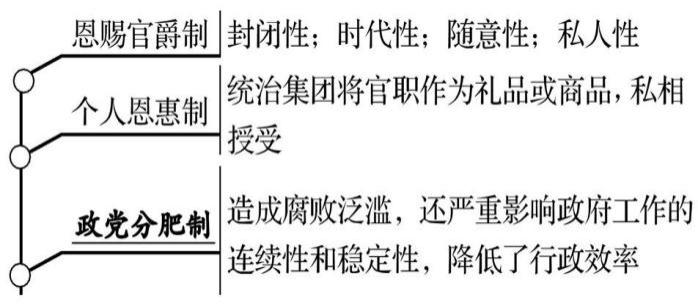 恩赐官爵制 封闭性；时代性；随意性；私人性
个人恩惠制 统治集团将官职作为礼品或商品，私相
授受
政党分肥制 造成腐败泛滥，还严重影响政府工作的
连续性和稳定性，降低了行政效率